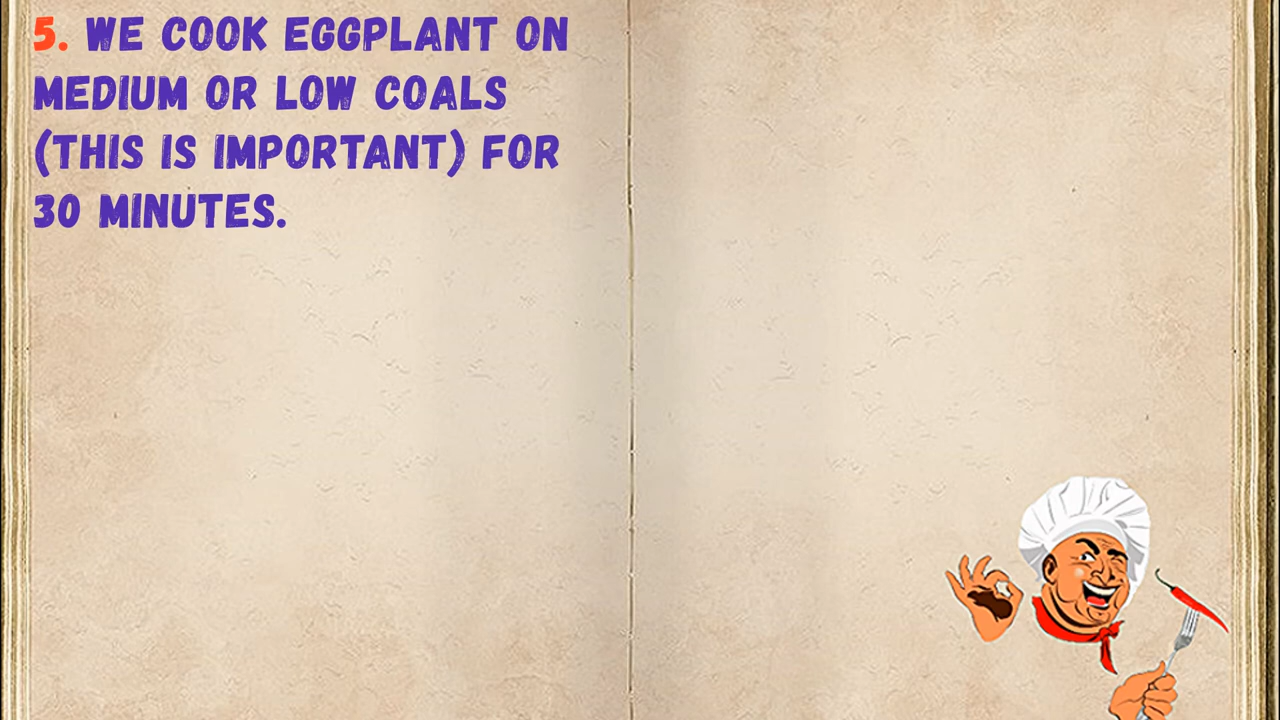 5. WE COOK EGGPLANT ON
MEDIUM OR LOW COALS
(THIS IS IMPORTANT) FOR
30 MINUTES.